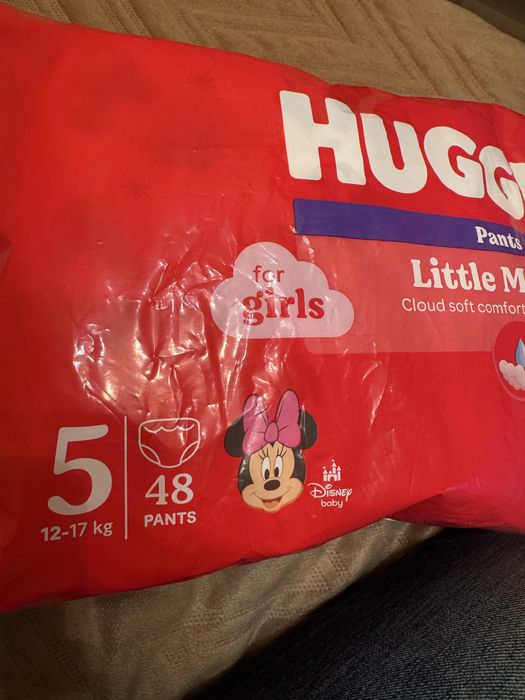 HUGG
Pants
Little M
Cloud soft comfort
for
girls
5
12-17 kg
48
PANTS
Disney
baby